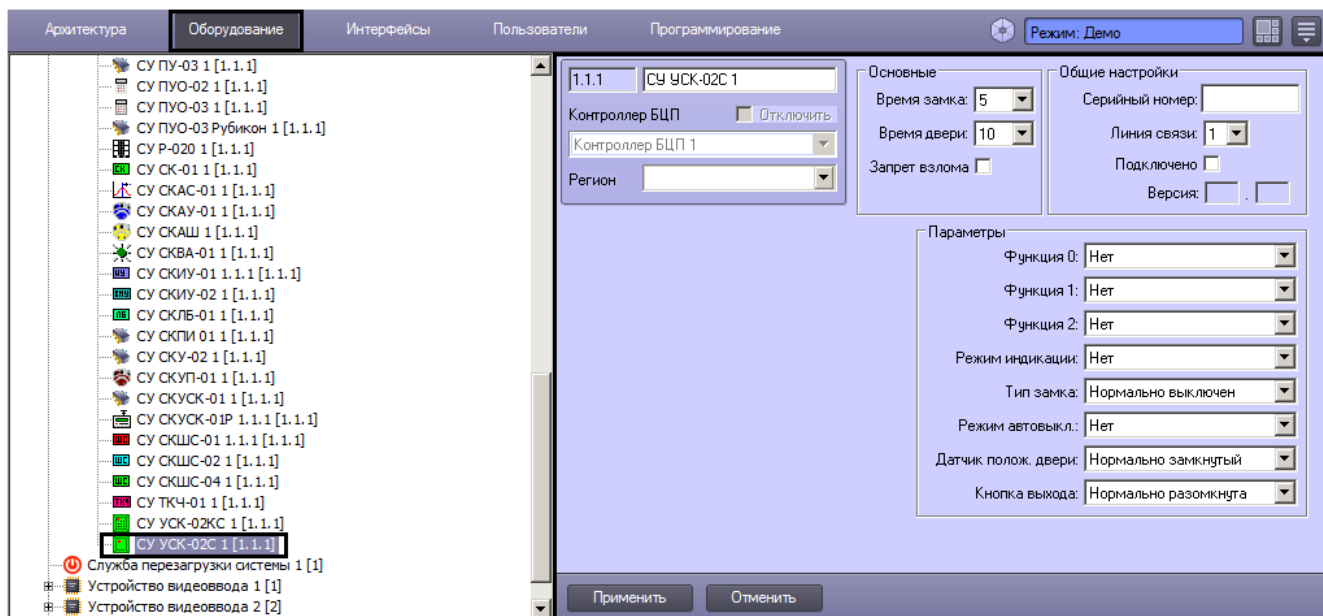 Архитектура Оборудование Интерфейсы Пользователи Программирование Режим: Демо
СУ ПУ-03 1 [1.1.1]
СУ ПУО-02 1 [1.1.1]
СУ ПУО-03 1 [1.1.1]
СУ ПУО-03 Рубикон 1 [1.1.1]
СУ Р-020 1 [1.1.1]
СУ СК-01 1 [1.1.1]
СУ СКАС-01 1 [1.1.1]
СУ СКАУ-01 1 [1.1.1]
СУ СКАШ 1 [1.1.1]
СУ СКВА-01 1 [1.1.1]
СУ СКИУ-01 1.1.1 [1.1.1]
СУ СКИУ-02 1 [1.1.1]
СУ СКЛБ-01 1 [1.1.1]
СУ СКПИ 01 1 [1.1.1]
СУ СКУ-02 1 [1.1.1]
СУ СКУП-01 1 [1.1.1]
СУ СКУСК-01 1 [1.1.1]
СУ СКУСК-01Р 1.1.1 [1.1.1]
СУ СКШС-01 1.1.1 [1.1.1]
СУ СКШС-02 1 [1.1.1]
СУ СКШС-04 1 [1.1.1]
СУ ТКЧ-01 1 [1.1.1]
СУ УСК-02КС 1 [1.1.1]
СУ УСК-02С 1 [1.1.1]
Служба перезагрузки системы 1 [1]
Устройство видеоввода 1 [1]
Устройство видеоввода 2 [2]
1.1.1 СУ УСК-02С 1
Контроллер БЦП Отключить
Контроллер БЦП 1
Регион
Основные
Время замка: 5
Время двери: 10
Запрет взлома
Общие настройки
Серийный номер:
Линия связи: 1
Подключено
Версия: .
Параметры
Функция 0: Нет
Функция 1: Нет
Функция 2: Нет
Режим индикации: Нет
Тип замка: Нормально выключен
Режим автовыкл.: Нет
Датчик полож. двери: Нормально замкнутый
Кнопка выхода: Нормально разомкнута
Применить Отменить